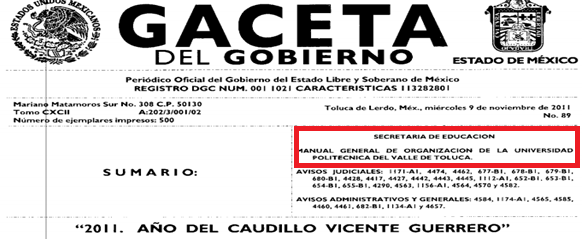 ESTADOS UNIDOS MEXICANOS
GACETA
DEL GOBIERNO
ESTADO DE MÉXICO
Periódico Oficial del Gobierno del Estado Libre y Soberano de México
REGISTRO DGC NUM. 001 1021 CARACTERISTICAS 113282801
Mariano Matamoros Sur No. 308 C.P. 50130
Tomo CXCII A:202/3/001/02
Número de ejemplares impresos: 500
Toluca de Lerdo, Méx., miércoles 9 de noviembre de 2011
No. 89
SUMARIO:
SECRETARIA DE EDUCACION
MANUAL GENERAL DE ORGANIZACION DE LA UNIVERSIDAD
POLITECNICA DEL VALLE DE TOLUCA.
AVISOS JUDICIALES: 1171-A1, 4474, 4462, 677-B1, 678-B1, 679-B1,
680-B1, 4428, 4417, 4427, 4442, 4443, 4445, 1112-A1, 652-B1, 653-B1,
654-B1, 655-B1, 4290, 4563, 1156-A1, 4564, 4570 y 4582.
AVISOS ADMINISTRATIVOS Y GENERALES: 4584, 1174-A1, 4565, 4585,
4460, 4461, 682-B1, 1134-A1 y 4657.
"2011. AÑO DEL CAUDILLO VICENTE GUERRERO"